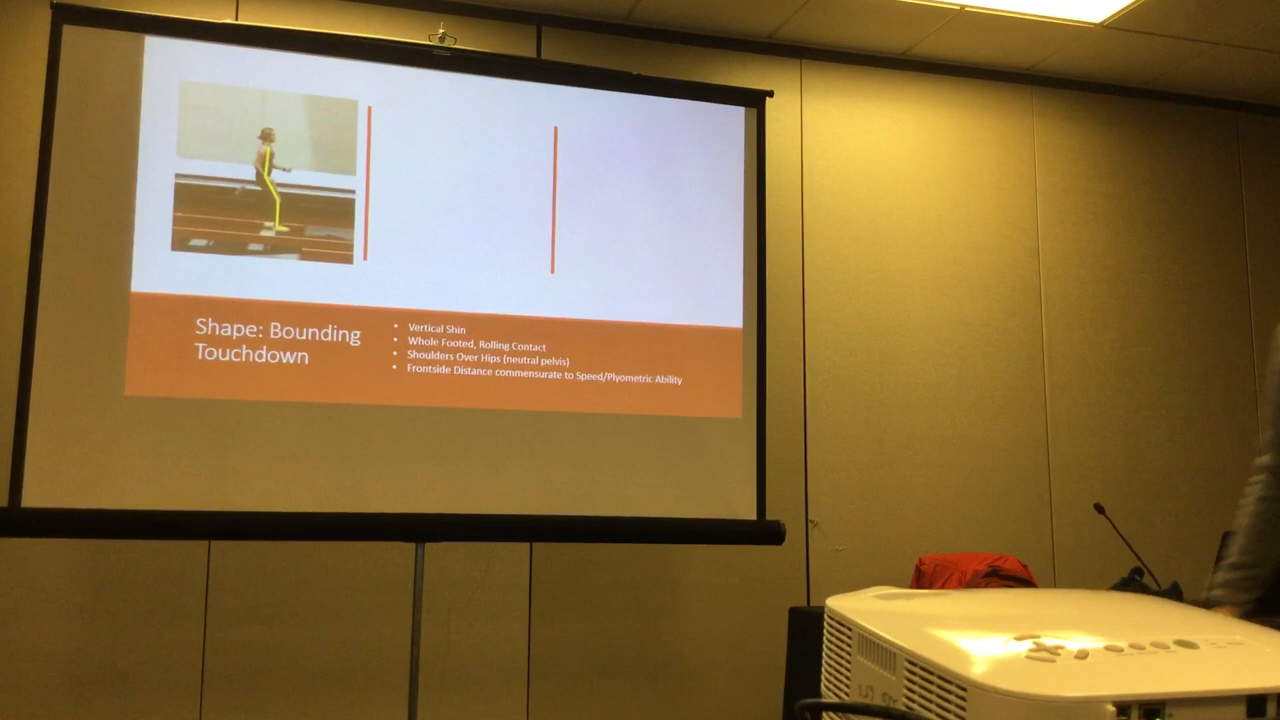 Shape: Bounding
Touchdown
• Vertical Shin
• Whole Footed, Rolling Contact
• Shoulders Over Hips (neutral pelvis)
• Frontside Distance commensurate to Speed/Plyometric Ability